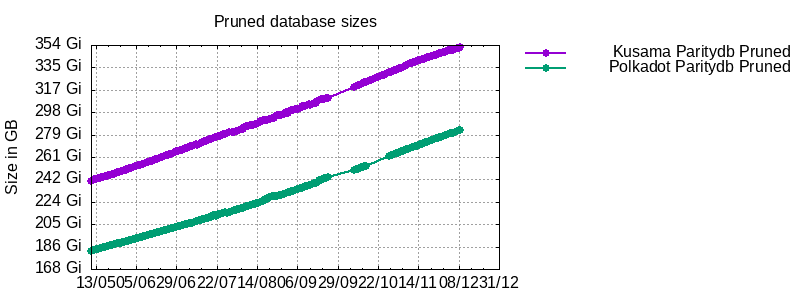 Pruned database sizes
Kusama Paritydb Pruned
Polkadot Paritydb Pruned
Size in GB
354 Gi
335 Gi
317 Gi
298 Gi
279 Gi
261 Gi
242 Gi
224 Gi
205 Gi
186 Gi
168 Gi
13/05 05/06 29/06 22/07 14/08 06/09 29/09 22/10 14/11 08/12 31/12